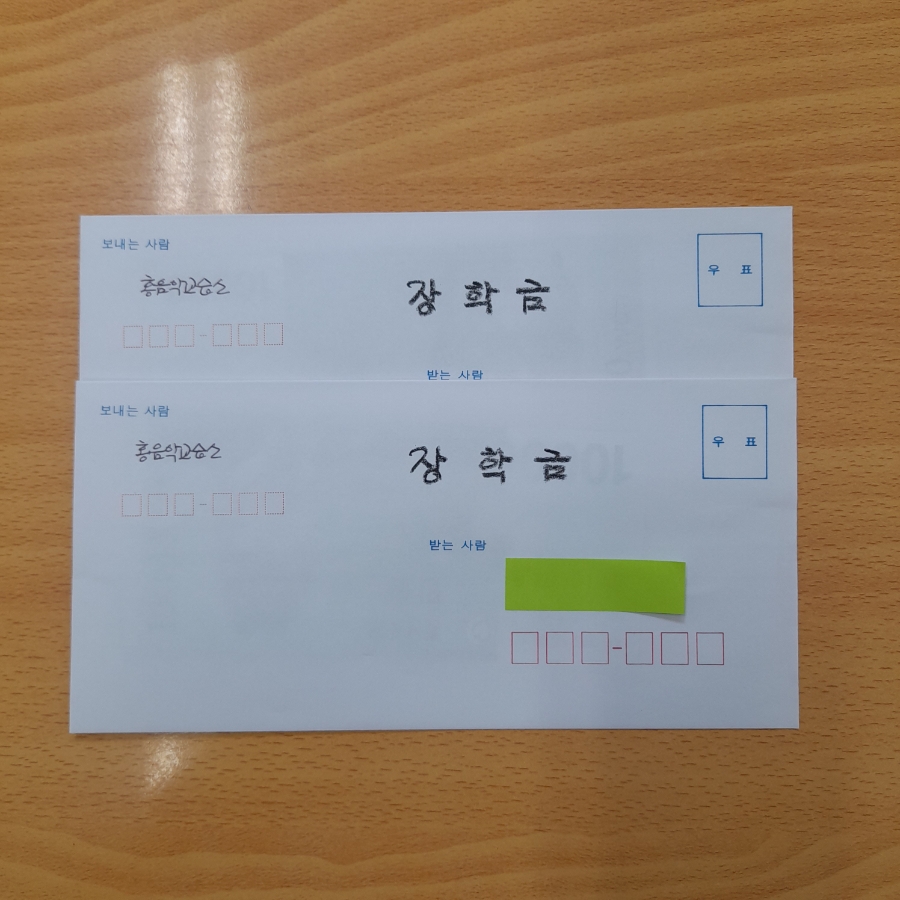 보내는 사람
우 표
홍음악교습소
장 학 금
받는 사람
보내는 사람
우 표
홍음악교습소
장 학 금
받는 사람